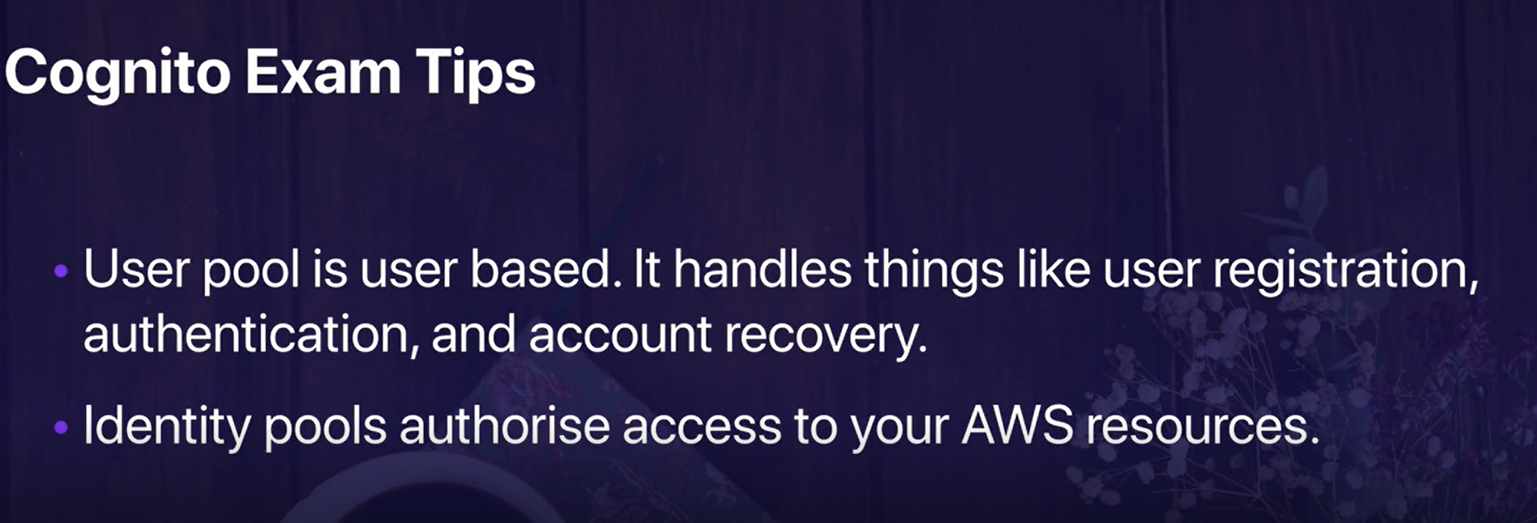 Cognito Exam Tips
• User pool is user based. It handles things like user registration,
authentication, and account recovery.
• Identity pools authorise access to your AWS resources.